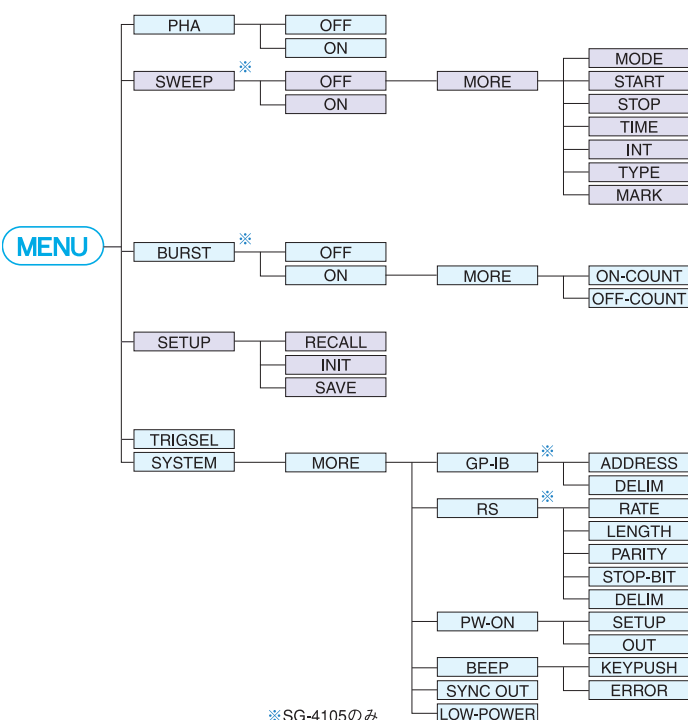 MENU
PHA
OFF
ON
SWEEP
※
OFF
ON
MORE
MODE
START
STOP
TIME
INT
TYPE
MARK
BURST
※
OFF
ON
MORE
ON-COUNT
OFF-COUNT
SETUP
RECALL
INIT
SAVE
TRIGSEL
SYSTEM
MORE
GP-IB
※
ADDRESS
DELIM
RS
※
RATE
LENGTH
PARITY
STOP-BIT
DELIM
PW-ON
SETUP
OUT
BEEP
KEYPUSH
ERROR
SYNC OUT
LOW-POWER
※SG-4105のみ